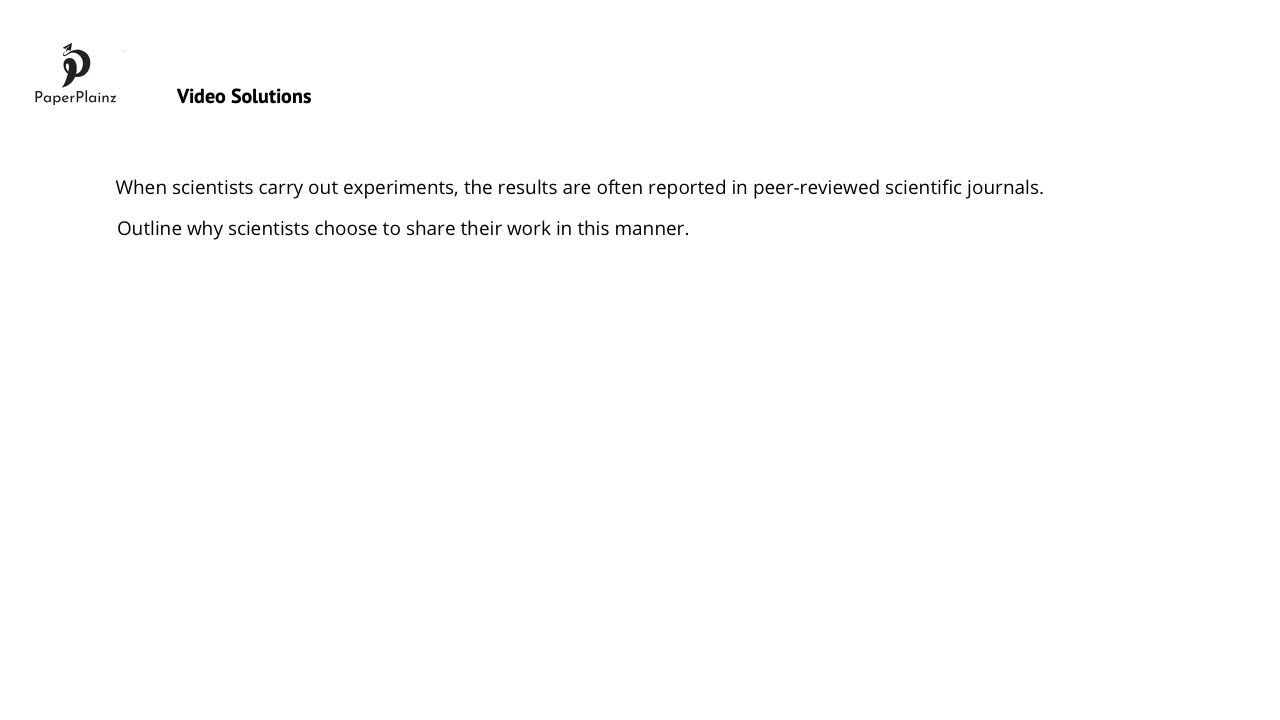 PaperPlainz
Video Solutions
When scientists carry out experiments, the results are often reported in peer-reviewed scientific journals.
Outline why scientists choose to share their work in this manner.